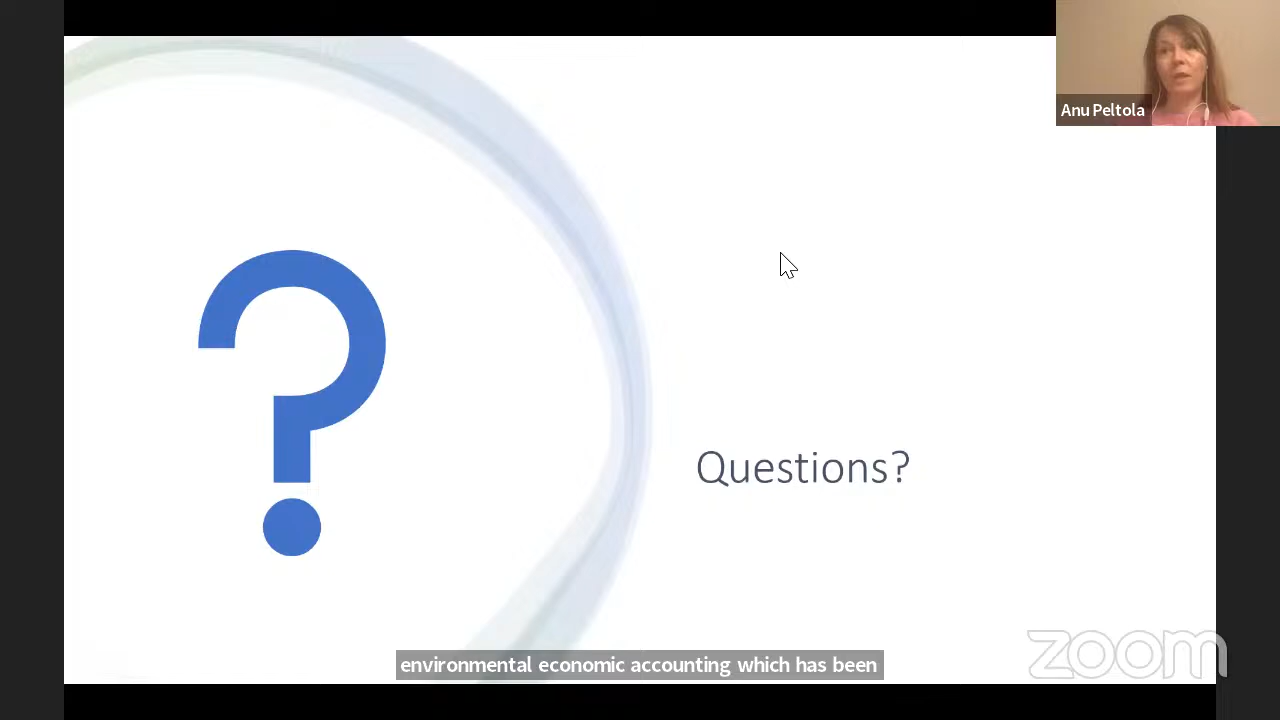 Anu Peltola
?
Questions?
environmental economic accounting which has been
zoom